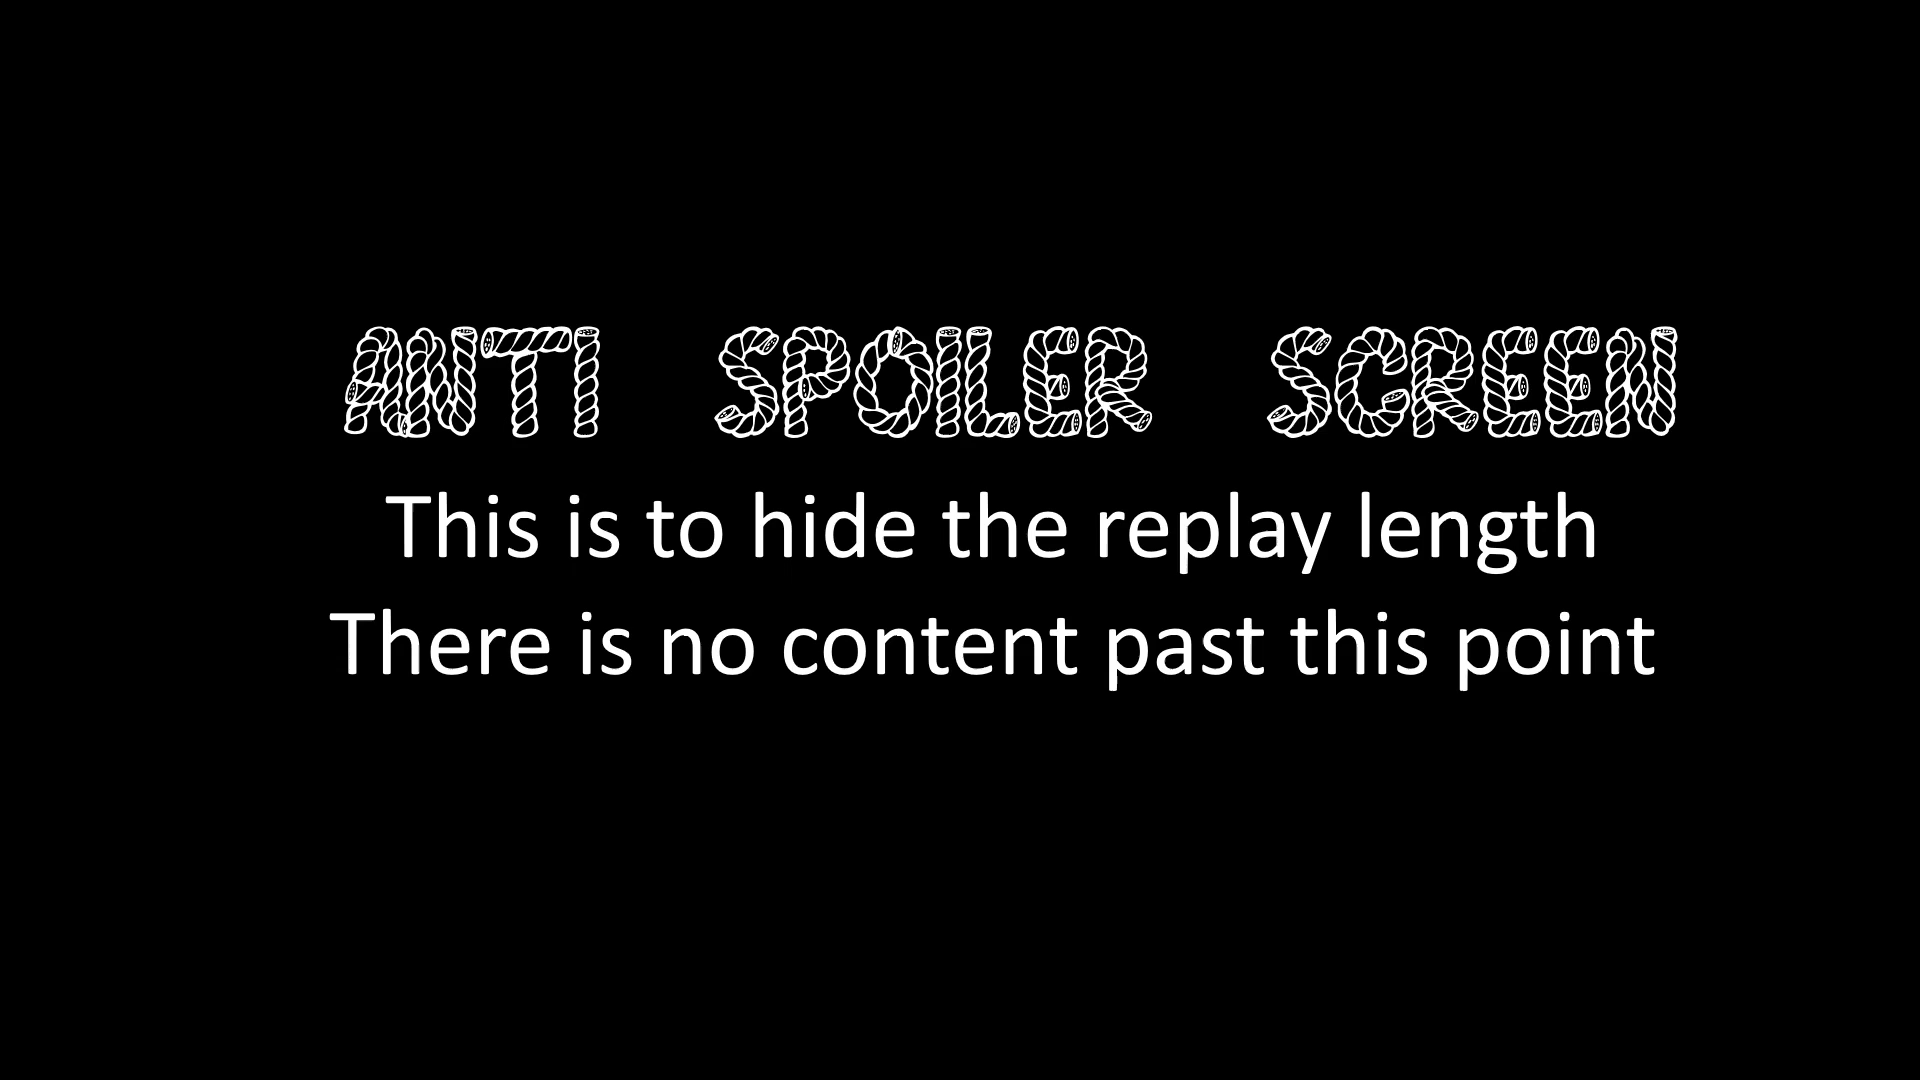 ANTI SPOILER SCREEN
This is to hide the replay length
There is no content past this point